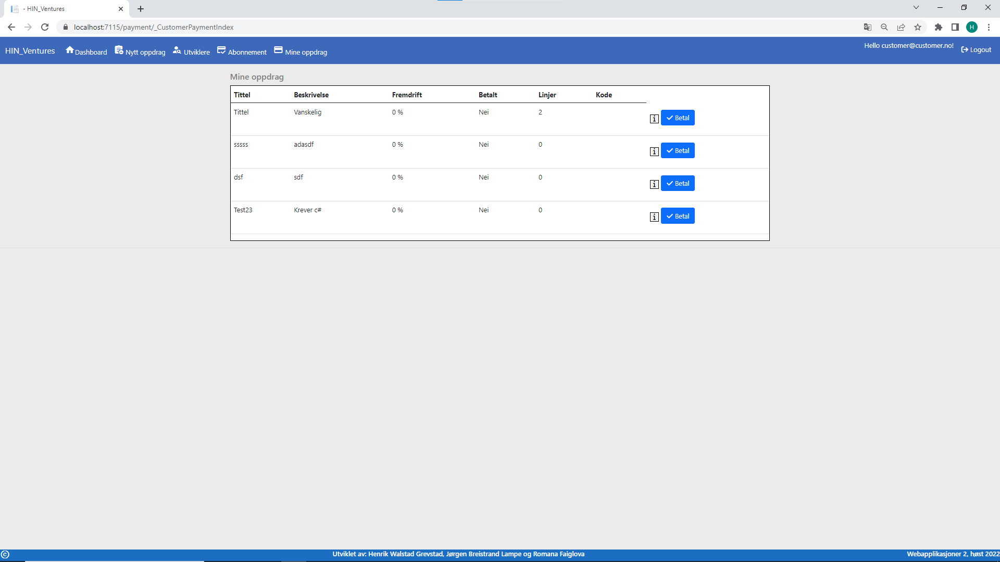 - HIN_Ventures
localhost:7115/payment/_CustomerPaymentIndex
H
HIN_Ventures Dashboard Nytt oppdrag Utviklere Abonnement Mine oppdrag Hello customer@customer.no! Logout
Mine oppdrag
Tittel Beskrivelse Fremdrift Betalt Linjer Kode
Tittel Vanskelig 0 % Nei 2 i Betal
sssss adasdf 0 % Nei 0 i Betal
dsf sdf 0 % Nei 0 i Betal
Test23 Krever c# 0 % Nei 0 i Betal
© Utviklet av: Henrik Walstad Grevstad, Jørgen Breistrand Lampe og Romana Faiglova Webapplikasjoner 2, høst 2022